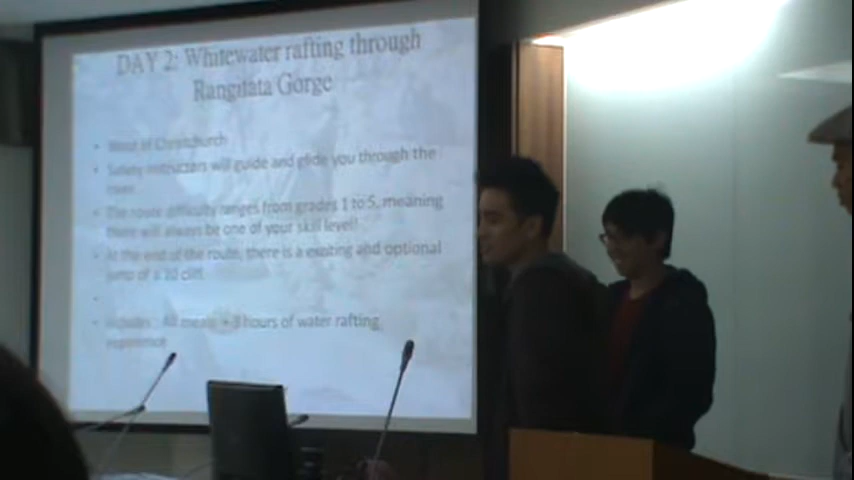 DAY 2: Whitewater rafting through
Rangitata Gorge
• West of Christchurch
• Safety instructors will guide and glide you through the
river
• The route difficulty ranges from grades 1 to 5, meaning
there will always be one of your skill level!
• At the end of the route, there is a exciting and optional
jump of a cliff
•
• Includes : All meals + 3 hours of water rafting
experience